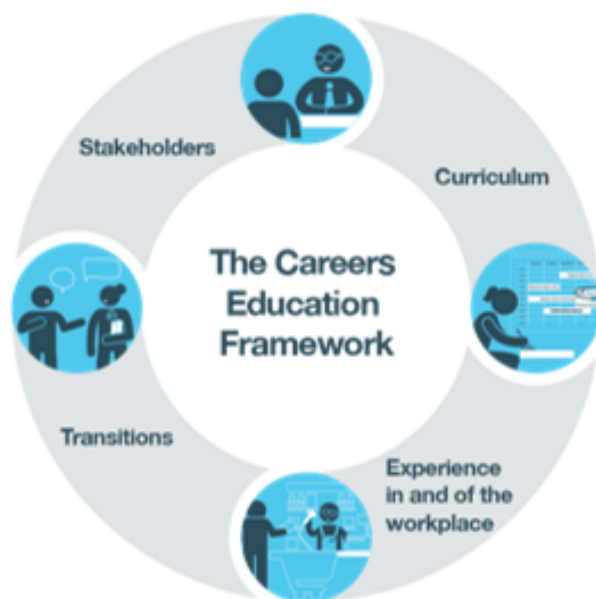 Stakeholders
Curriculum
The Careers
Education
Framework
Transitions
Experience
in and of the
workplace